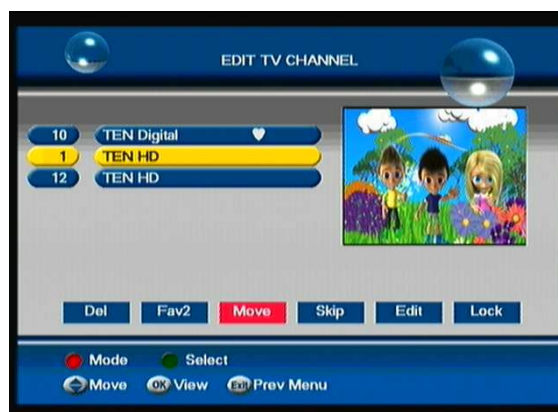 EDIT TV CHANNEL
10 TEN Digital
1 TEN HD
12 TEN HD
Del Fav2 Move Skip Edit Lock
Mode Select
Move OK View Exit Prev Menu